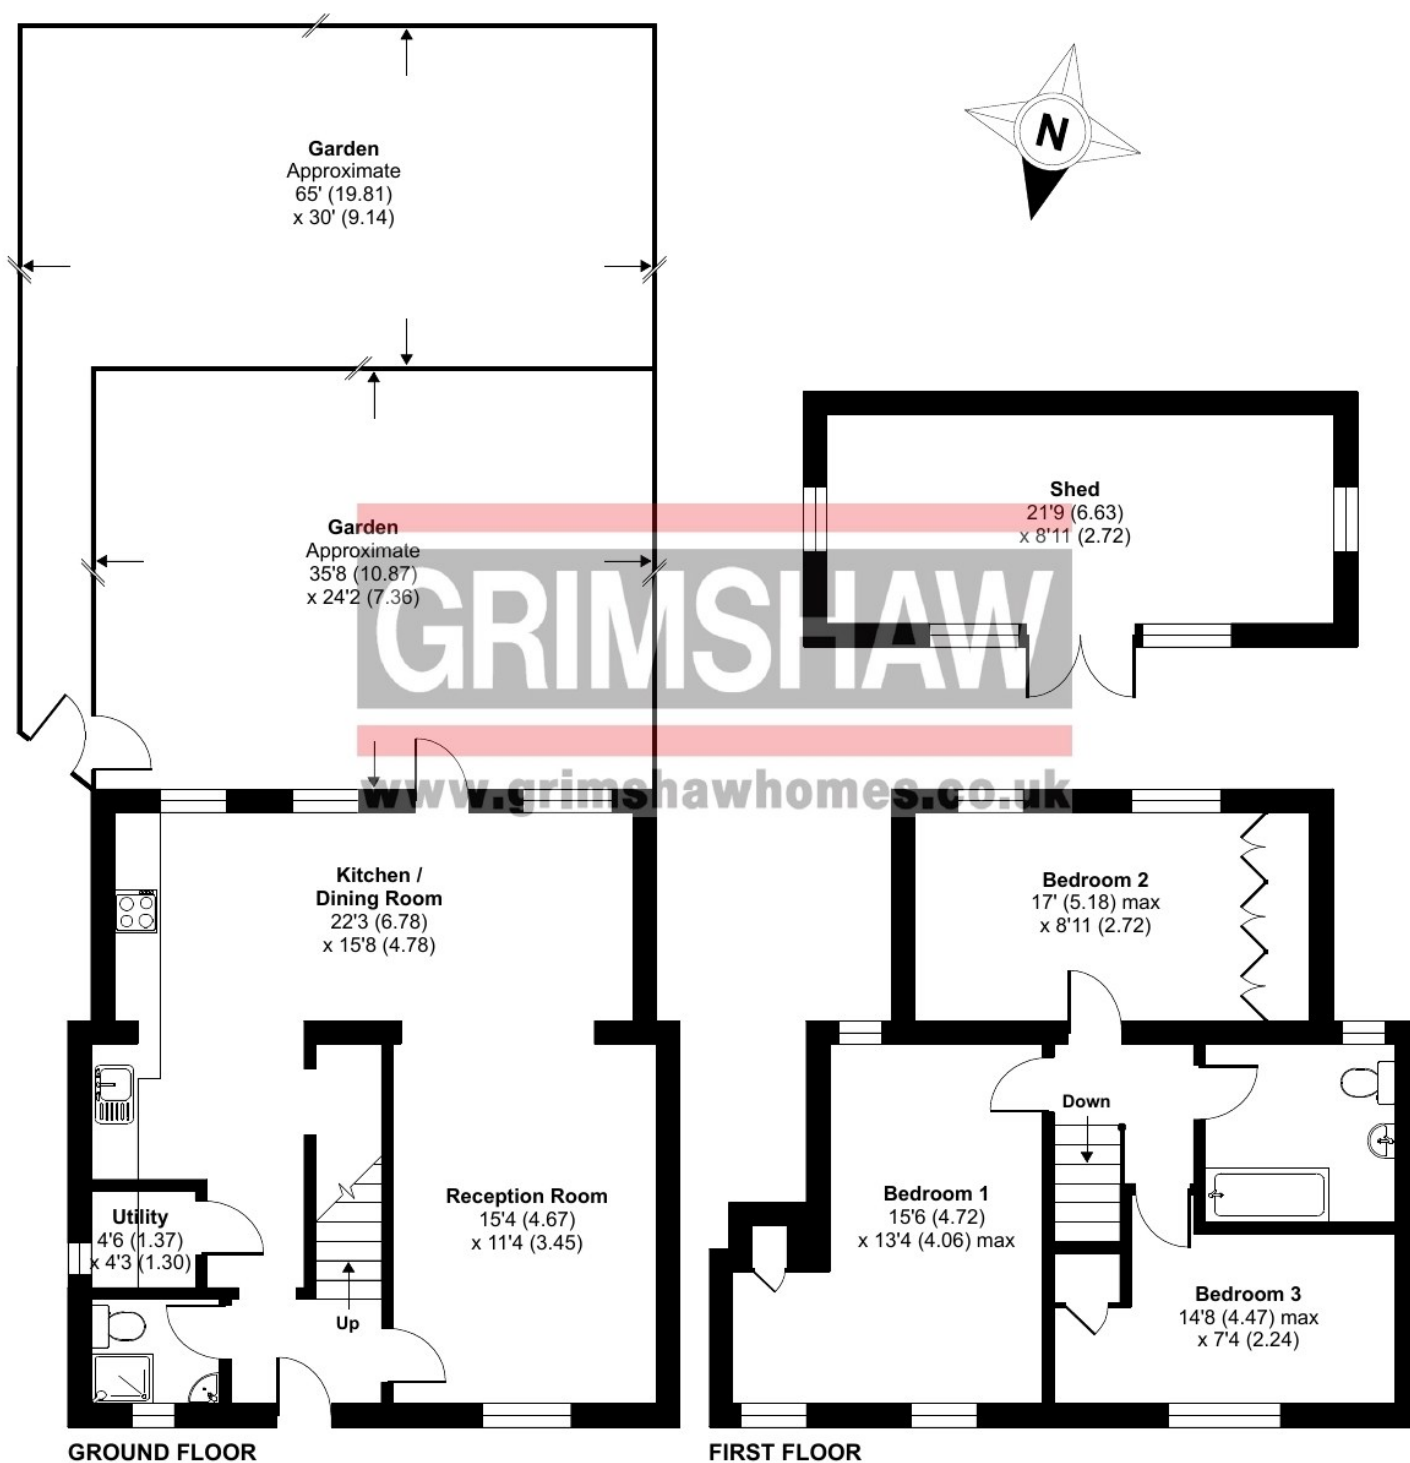 Garden
Approximate
65' (19.81)
x 30' (9.14)
N
Garden
Approximate
35'8 (10.87)
x 24'2 (7.36)
Shed
21'9 (6.63)
x 8'11 (2.72)
GRIMSHAW
www.grimshawhomes.co.uk
Kitchen /
Dining Room
22'3 (6.78)
x 15'8 (4.78)
Bedroom 2
17' (5.18) max
x 8'11 (2.72)
Utility
4'6 (1.37)
x 4'3 (1.30)
Up
Reception Room
15'4 (4.67)
x 11'4 (3.45)
Down
Bedroom 1
15'6 (4.72)
x 13'4 (4.06) max
Bedroom 3
14'8 (4.47) max
x 7'4 (2.24)
GROUND FLOOR
FIRST FLOOR